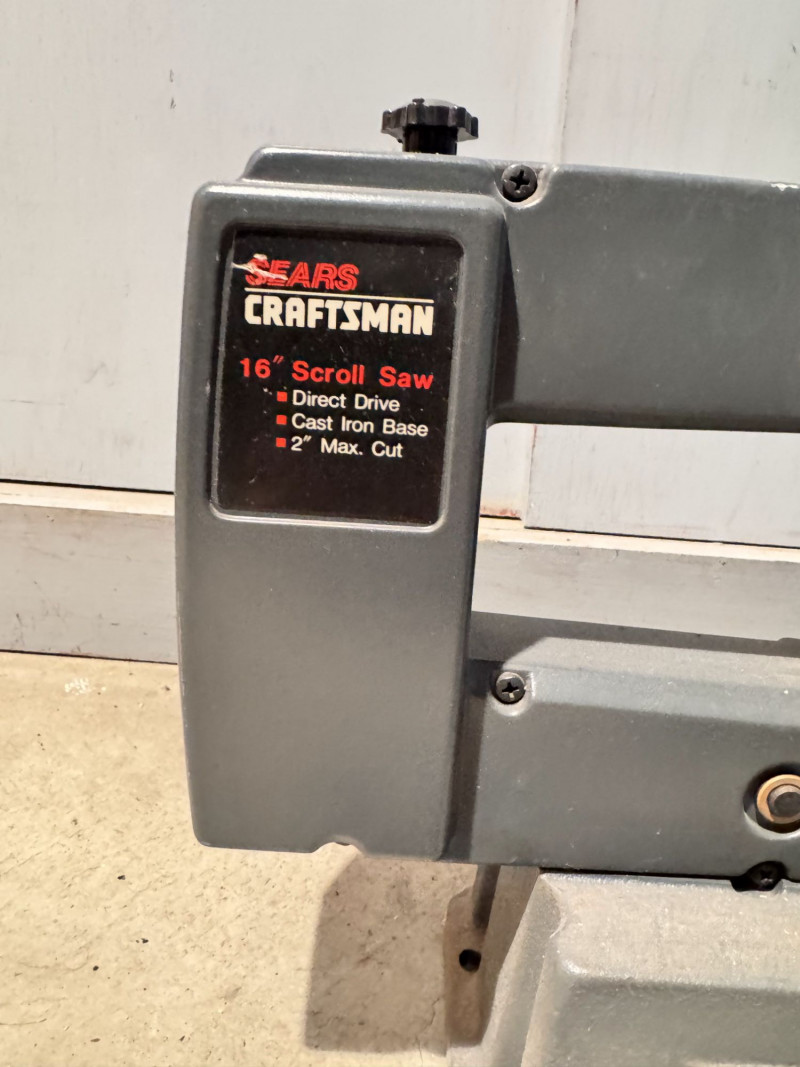 SEARS
CRAFTSMAN
16" Scroll Saw
▪ Direct Drive
▪ Cast Iron Base
▪ 2" Max. Cut